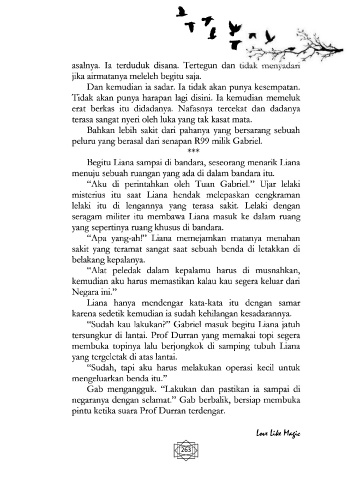 asalnya. Ia terduduk disana. Tertegun dan tidak menyadari
jika airmatanya meleleh begitu saja.
Dan kemudian ia sadar. Ia tidak akan punya kesempatan.
Tidak akan punya harapan lagi disini. Ia kemudian memeluk
erat berkas itu didadanya. Nafasnya tercekat dan dadanya
terasa sangat nyeri oleh luka yang tak kasat mata.
Bahkan lebih sakit dari pahanya yang bersarang sebuah
peluru yang berasal dari senapan R99 milik Gabriel.
***
Begitu Liana sampai di bandara, seseorang menarik Liana
menuju sebuah ruangan yang ada di dalam bandara itu.
“Aku di perintahkan oleh Tuan Gabriel.” Ujar lelaki
misterius itu saat Liana hendak melepaskan cengkraman
lelaki itu di lengannya yang terasa sakit. Lelaki dengan
seragam militer itu membawa Liana masuk ke dalam ruang
yang sepertinya ruang khusus di bandara.
“Apa yang-ah!” Liana memejamkan matanya menahan
sakit yang teramat sangat saat sebuah benda di letakkan di
belakang kepalanya.
“Alat peledak dalam kepalamu harus di musnahkan,
kemudian aku harus memastikan kalau kau segera keluar dari
Negara ini.”
Liana hanya mendengar kata-kata itu dengan samar
karena sedetik kemudian ia sudah kehilangan kesadarannya.
“Sudah kau lakukan?” Gabriel masuk begitu Liana jatuh
tersungkur di lantai. Prof Durran yang memakai topi segera
membuka topinya lalu berjongkok di samping tubuh Liana
yang tergeletak di atas lantai.
“Sudah, tapi aku harus melakukan operasi kecil untuk
mengeluarkan benda itu.”
Gab mengangguk. “Lakukan dan pastikan ia sampai di
negaranya dengan selamat.” Gab berbalik, bersiap membuka
pintu ketika suara Prof Durran terdengar.
Love Like Magic
263